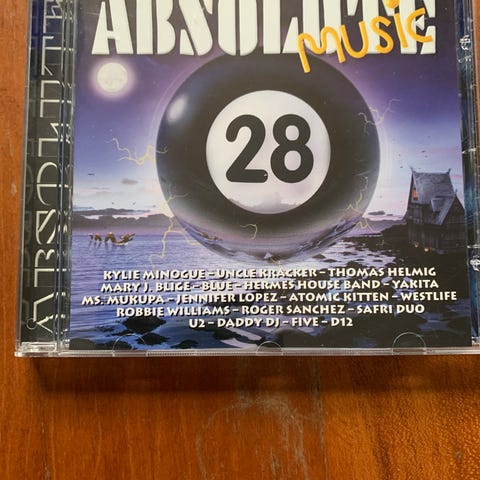 ABSOLUTE
music
28
KYLIE MINOGUE – UNCLE KRACKER – THOMAS HELMIG
MARY J. BLIGE – BLUE – HERMES HOUSE BAND – YAKITA
MS. MUKUPA – JENNIFER LOPEZ – ATOMIC KITTEN – WESTLIFE
ROBBIE WILLIAMS – ROGER SANCHEZ – SAFRI DUO
U2 – DADDY DJ – FIVE – D12
ABSOLUTE